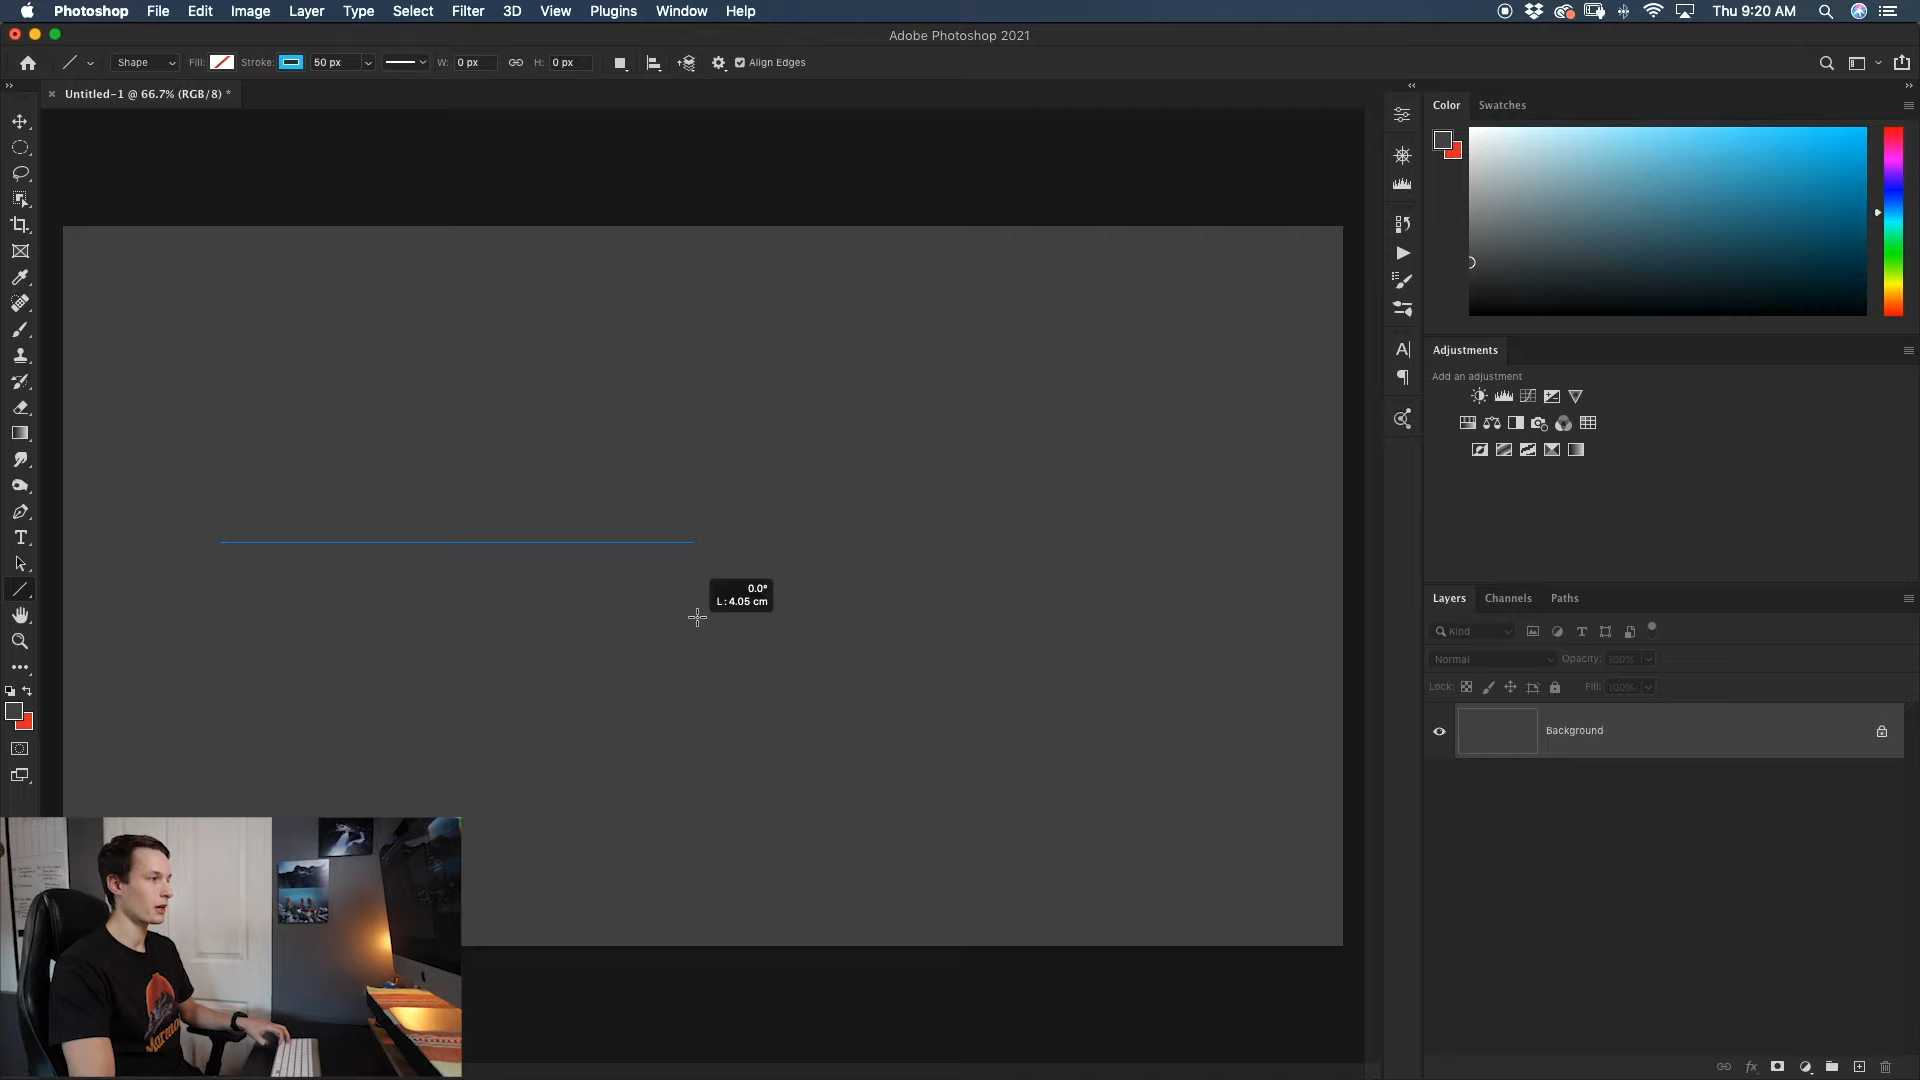 Photoshop File Edit Image Layer Type Select Filter 3D View Plugins Window Help Thu 9:20 AM
Adobe Photoshop 2021
Shape Fill: Stroke: 50 px W: 0 px H: 0 px Align Edges
Untitled-1 @ 66.7% (RGB/8) *
Color Swatches
Adjustments
Add an adjustment
0.0°
L: 4.05 cm
Layers Channels Paths
Kind
Normal Opacity: 100%
Lock: Fill: 100%
Background
Marmot